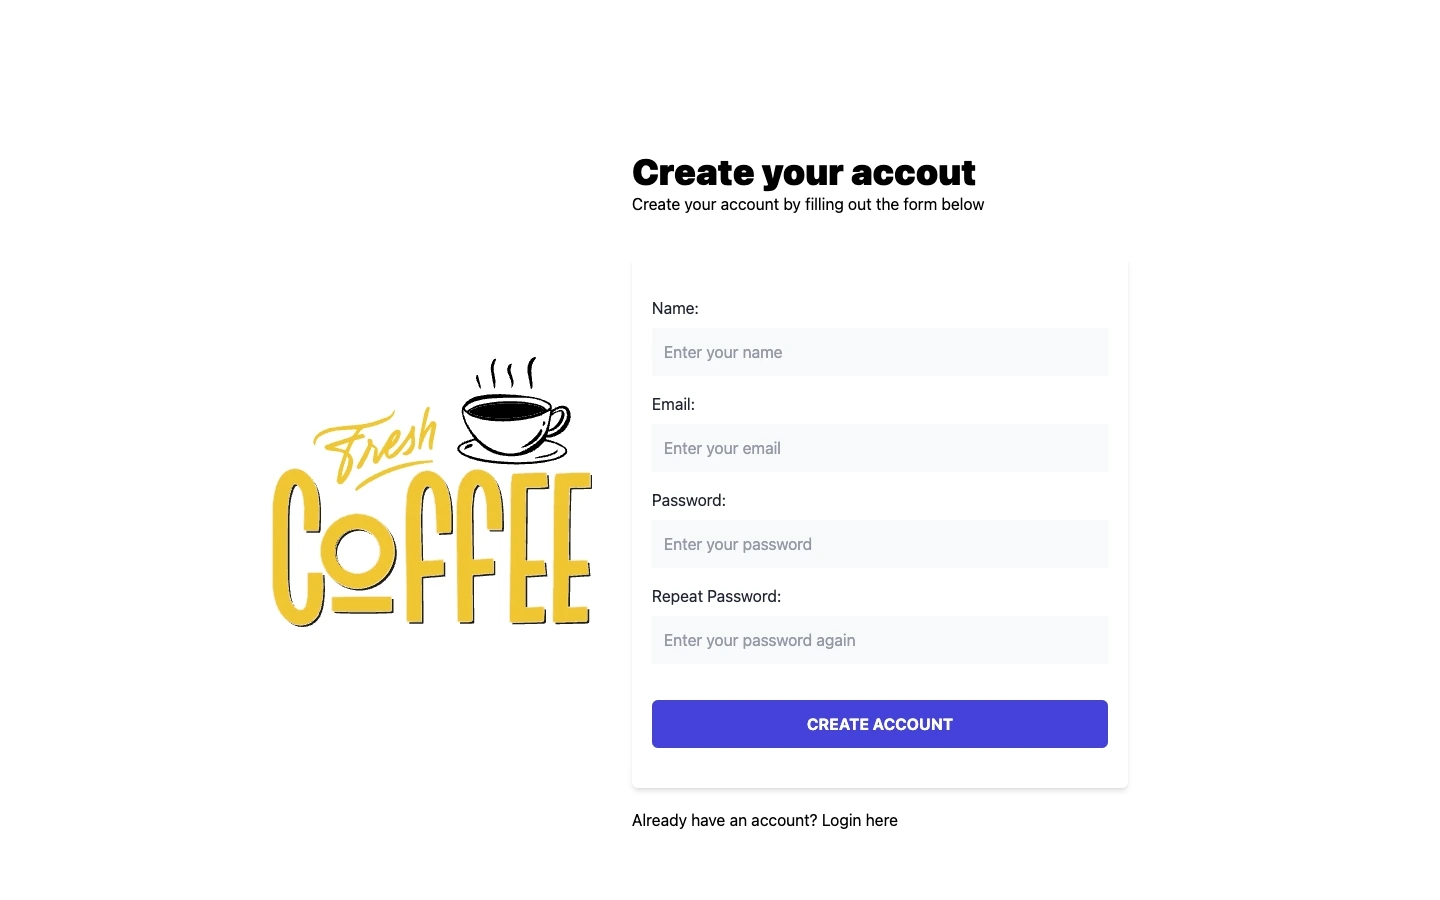 Create your accout
Create your account by filling out the form below
Name:
Enter your name
Email:
Enter your email
Password:
Enter your password
Repeat Password:
Enter your password again
CREATE ACCOUNT
Already have an account? Login here
Fresh
COFFEE